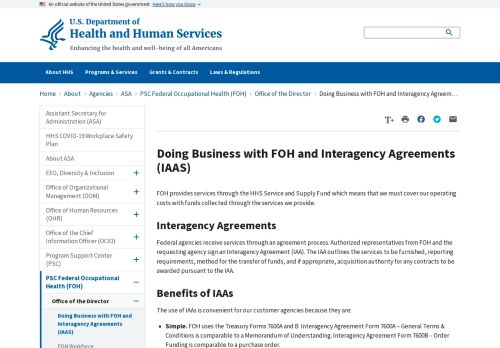 An official website of the United States government Here's how you know
U.S. Department of
Health and Human Services
Enhancing the health and well-being of all Americans
About HHS Programs & Services Grants & Contracts Laws & Regulations
Home › About › Agencies › ASA › PSC Federal Occupational Health (FOH) › Office of the Director › Doing Business with FOH and Interagency Agreem...
Assistant Secretary for
Administration (ASA)
HHS COVID-19 Workplace Safety
Plan
About ASA
EEO, Diversity & Inclusion +
Office of Organizational
Management (OOM) +
Office of Human Resources
(OHR) +
Office of the Chief
Information Officer (OCIO) +
Program Support Center
(PSC) +
PSC Federal Occupational
Health (FOH) −
Office of the Director −
Doing Business with FOH and
Interagency Agreements
(IAAS)
FOH Workforce
T+
Doing Business with FOH and Interagency Agreements
(IAAS)
FOH provides services through the HHS Service and Supply Fund which means that we must cover our operating
costs with funds collected through the services we provide.
Interagency Agreements
Federal agencies receive services through an agreement process. Authorized representatives from FOH and the
requesting agency sign an Interagency Agreement (IAA). The IAA outlines the services to be furnished, reporting
requirements, method for the transfer of funds, and if appropriate, acquisition authority for any contracts to be
awarded pursuant to the IAA.
Benefits of IAAs
The use of IAAs is convenient for our customer agencies because they are:
• Simple. FOH uses the Treasury Forms 7600A and B. Interagency Agreement Form 7600A – General Terms &
Conditions is comparable to a Memorandum of Understanding. Interagency Agreement Form 7600B – Order
Funding is comparable to a purchase order.